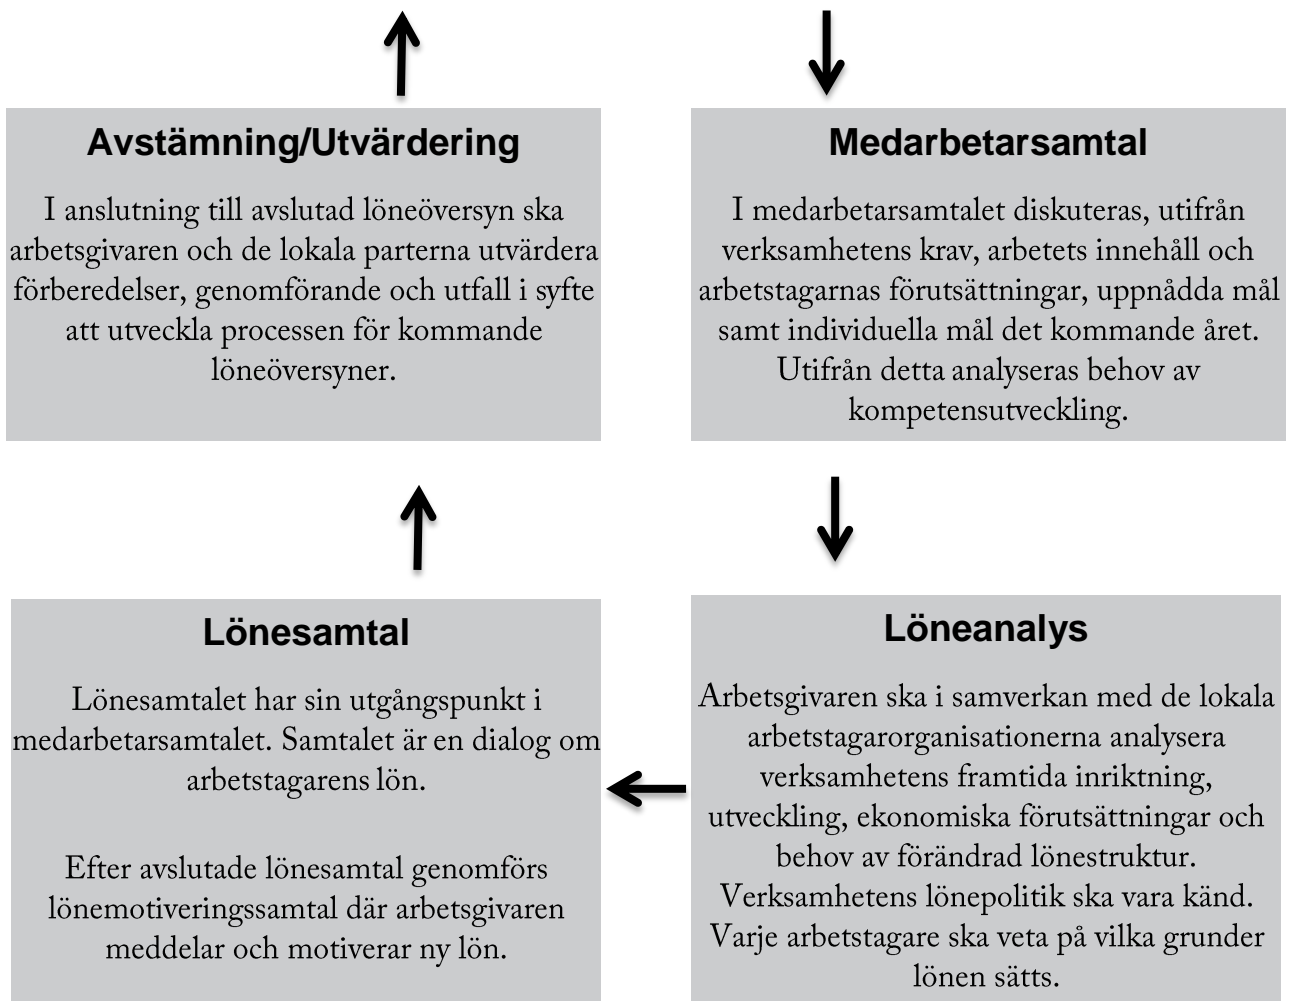 Avstämning/Utvärdering
I anslutning till avslutad löneöversyn ska
arbetsgivaren och de lokala parterna utvärdera
förberedelser, genomförande och utfall i syfte
att utveckla processen för kommande
löneöversyner.
Medarbetarsamtal
I medarbetarsamtalet diskuteras, utifrån
verksamhetens krav, arbetets innehåll och
arbetstagarnas förutsättningar, uppnådda mål
samt individuella mål det kommande året.
Utifrån detta analyseras behov av
kompetensutveckling.
Lönesamtal
Lönesamtalet har sin utgångspunkt i
medarbetarsamtalet. Samtalet är en dialog om
arbetstagarens lön.
Efter avslutade lönesamtal genomförs
lönemotiveringssamtal där arbetsgivaren
meddelar och motiverar ny lön.
Löneanalys
Arbetsgivaren ska i samverkan med de lokala
arbetstagarorganisationerna analysera
verksamhetens framtida inriktning,
utveckling, ekonomiska förutsättningar och
behov av förändrad lönestruktur.
Verksamhetens lönepolitik ska vara känd.
Varje arbetstagare ska veta på vilka grunder
lönen sätts.